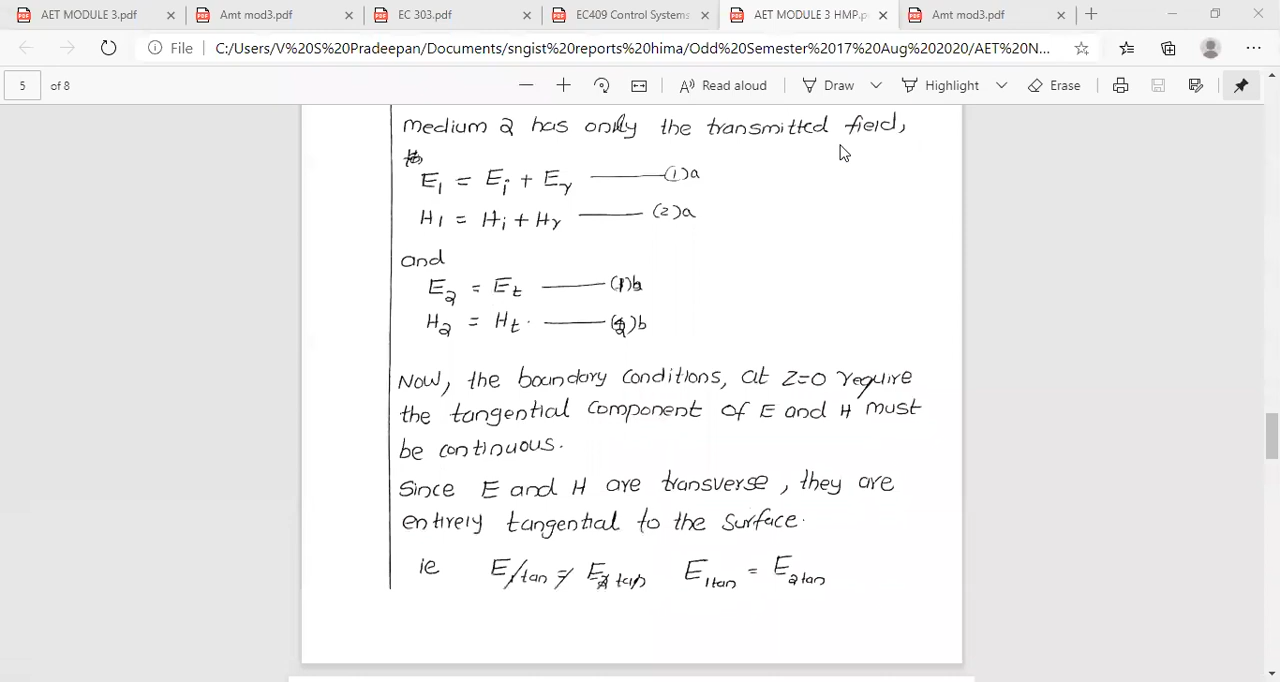 AET MODULE 3.pdf
Amt mod3.pdf
EC 303.pdf
EC409 Control Systems
AET MODULE 3 HMP.p
Amt mod3.pdf
File
C:/Users/V%20S%20Pradeepan/Documents/sngist%20reports%20hima/Odd%20Semester%2017%20Aug%202020/AET%20N...
5
of 8
Read aloud
Draw
Highlight
Erase
medium 2 has only the transmitted field,
E₁ = Eᵢ + Eᵣ ——— (1)a
H₁ = Hᵢ + Hᵣ ——— (2)a
and
E₂ = Eₜ ——— (1)b
H₂ = Hₜ. ——— (2)b
Now, the boundary conditions, at Z=0 require
the tangential component of E and H must
be continuous.
Since E and H are transverse, they are
entirely tangential to the surface.
ie E₁tan = E₂tan E₁tan = E₂tan